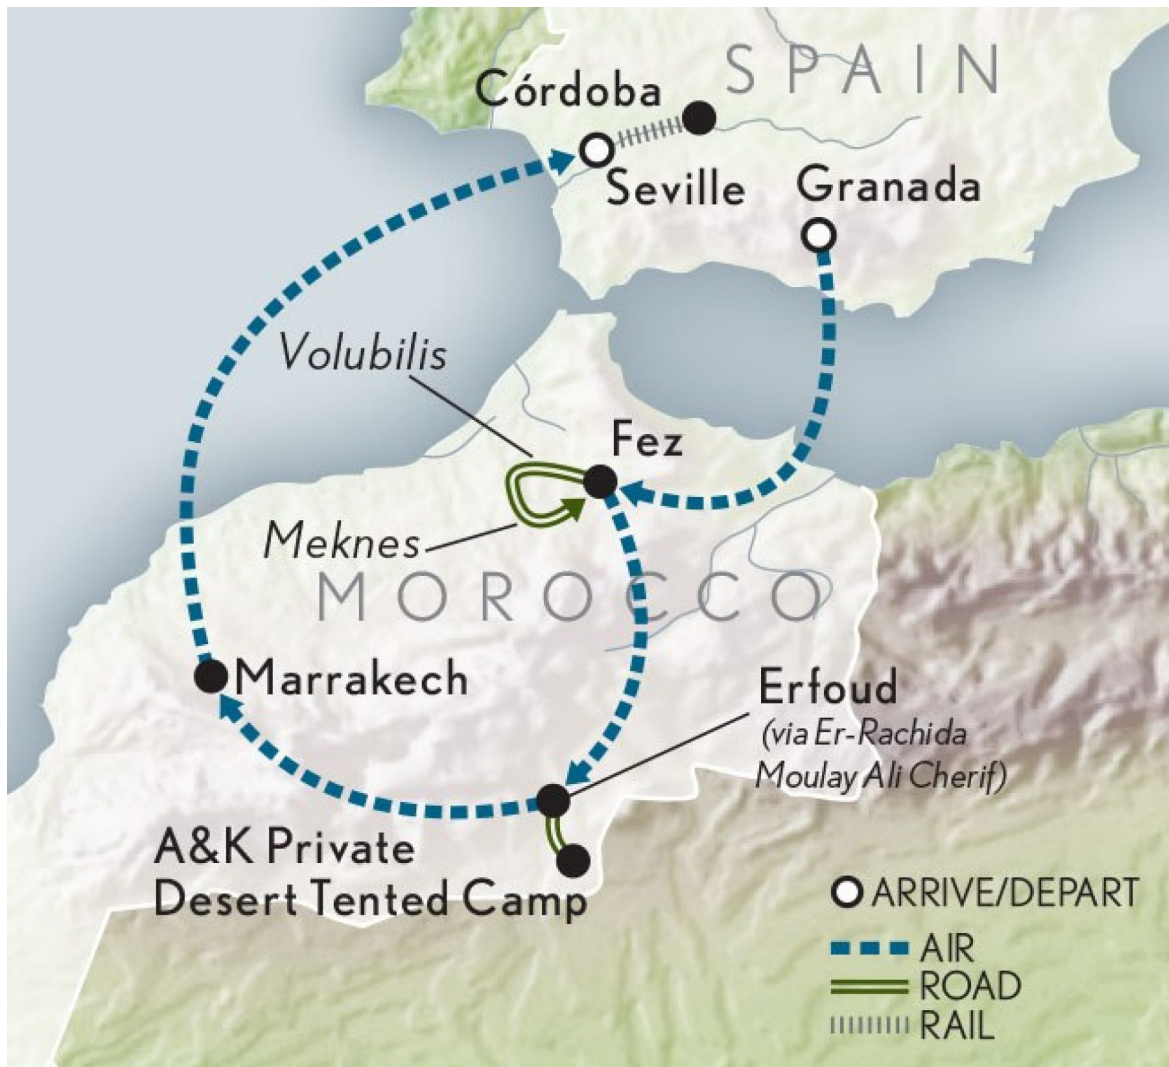 SPAIN
Córdoba
Seville
Granada
Volubilis
Fez
Meknes
MOROCCO
Marrakech
Erfoud
(via Er-Rachida
Moulay Ali Cherif)
A&K Private
Desert Tented Camp
ARRIVE/DEPART
AIR
ROAD
RAIL